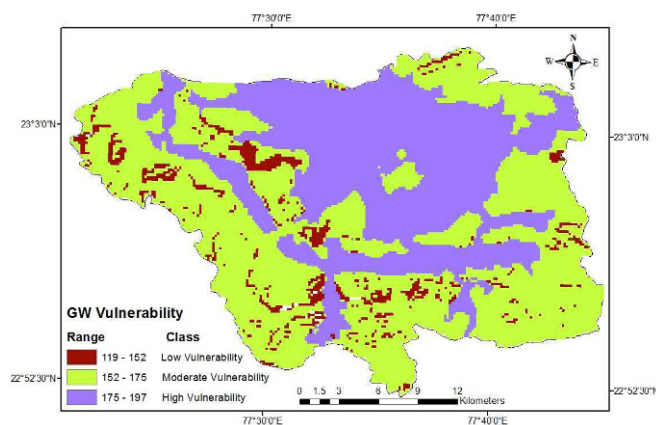 77°30'0"E 77°40'0"E
N
W E
S
23°3'0"N 23°3'0"N
GW Vulnerability
Range Class
119 - 152 Low Vulnerability
152 - 175 Moderate Vulnerability
175 - 197 High Vulnerability
22°52'30"N 22°52'30"N
0 1.5 3 6 9 12
Kilometers
77°30'0"E 77°40'0"E